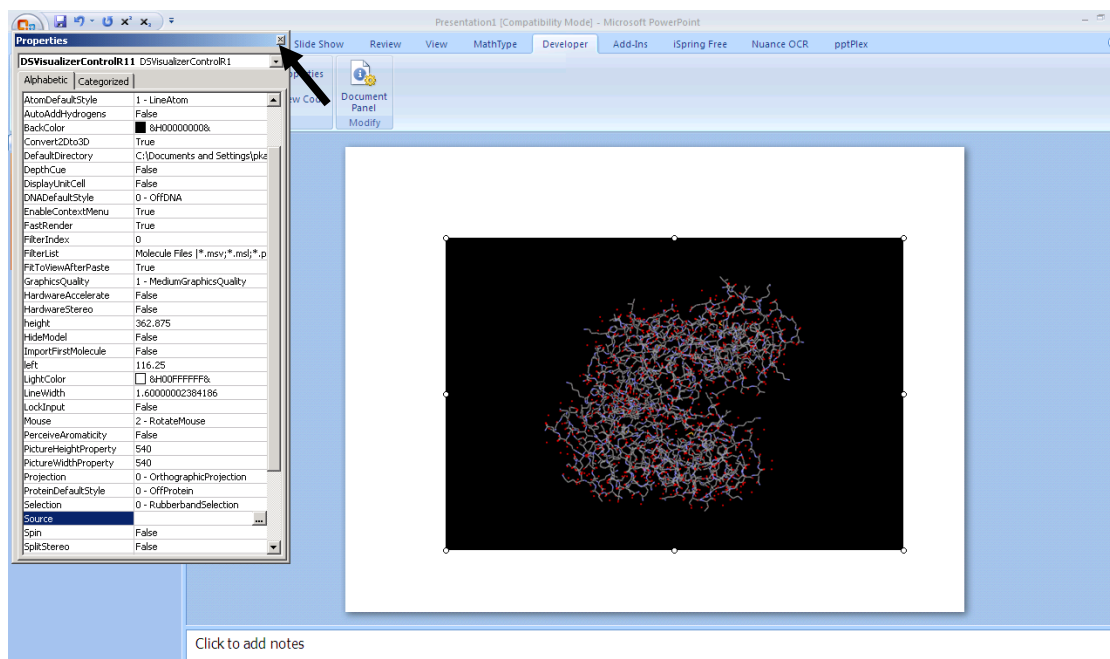 Presentation1 [Compatibility Mode] - Microsoft PowerPoint
Properties
Slide Show Review View MathType Developer Add-Ins iSpring Free Nuance OCR pptPlex
DSVisualizerControlR11 DSVisualizerControlR1
Alphabetic Categorized
Document
Panel
Modify
AtomDefaultStyle 1 - LineAtom
AutoAddHydrogens False
BackColor &H00000000&
Convert2Dto3D True
DefaultDirectory C:\Documents and Settings\pka
DepthCue False
DisplayUnitCell False
DNADefaultStyle 0 - OffDNA
EnableContextMenu True
FastRender True
FilterIndex 0
FilterList Molecule Files |*.msv;*.msl;*.p
FitToViewAfterPaste True
GraphicsQuality 1 - MediumGraphicsQuality
HardwareAccelerate False
HardwareStereo False
height 362.875
HideModel False
ImportFirstMolecule False
left 116.25
LightColor &H00FFFFFF&
LineWidth 1.60000002384186
LockInput False
Mouse 2 - RotateMouse
PerceiveAromaticity False
PictureHeightProperty 540
PictureWidthProperty 540
Projection 0 - OrthographicProjection
ProteinDefaultStyle 0 - OffProtein
Selection 0 - RubberbandSelection
Source ...
Spin False
SplitStereo False
Click to add notes